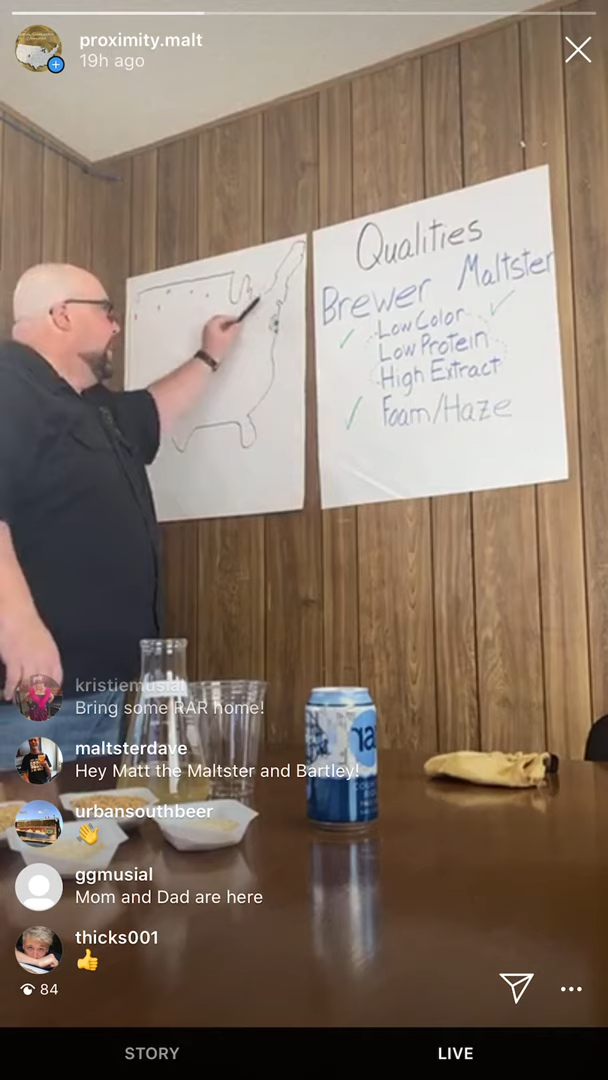 proximity.malt
19h ago
Qualities
Brewer Maltster
Low Color
Low Protein
High Extract
Foam/Haze
kristiemusial
Bring some RAR home!
maltsterdave
Hey Matt the Maltster and Bartley!
urbansouthbeer
👋
ggmusial
Mom and Dad are here
thicks001
👍
84
STORY LIVE